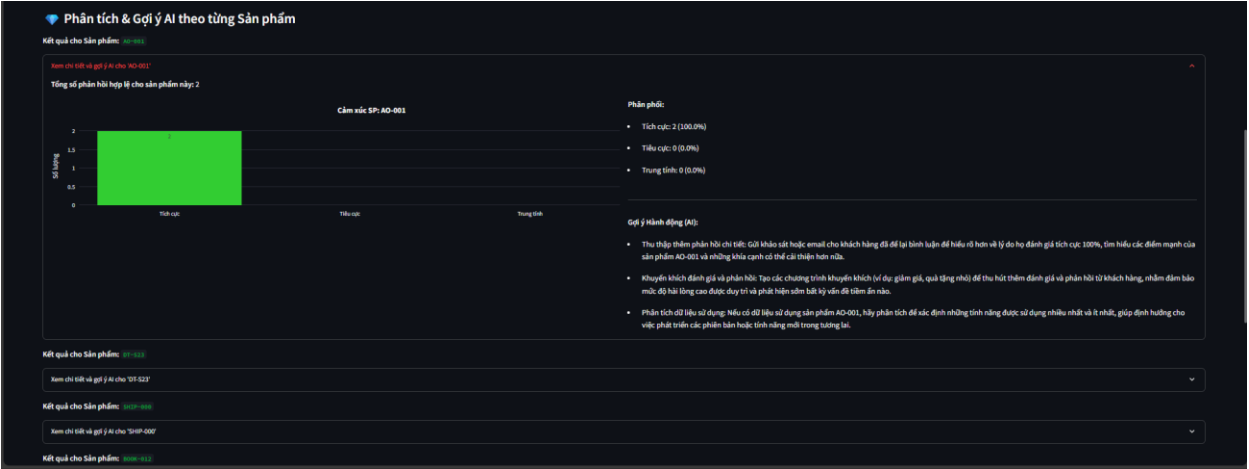 Phân tích & Gợi ý AI theo từng Sản phẩm
Kết quả cho Sản phẩm: AO-001
Xem chi tiết và gợi ý AI cho 'AO-001'
Tổng số phản hồi hợp lệ cho sản phẩm này: 2
Cảm xúc SP: AO-001
2
1.5
1
0.5
0
Số lượng
2
Tích cực
Tiêu cực
Trung tính
Phân phối:
Tích cực: 2 (100.0%)
Tiêu cực: 0 (0.0%)
Trung tính: 0 (0.0%)
Gợi ý Hành động (AI):
Thu thập thêm phản hồi chi tiết: Gửi khảo sát hoặc email cho khách hàng đã để lại bình luận để hiểu rõ hơn về lý do họ đánh giá tích cực 100%, tìm hiểu các điểm mạnh của
sản phẩm AO-001 và những khía cạnh có thể cải thiện hơn nữa.
Khuyến khích đánh giá và phản hồi: Tạo các chương trình khuyến khích (ví dụ: giảm giá, quà tặng nhỏ) để thu hút thêm đánh giá và phản hồi từ khách hàng, nhằm đảm bảo
mức độ hài lòng cao được duy trì và phát hiện sớm bất kỳ vấn đề tiềm ẩn nào.
Phân tích dữ liệu sử dụng: Nếu có dữ liệu sử dụng sản phẩm AO-001, hãy phân tích để xác định những tính năng được sử dụng nhiều nhất và ít nhất, giúp định hướng cho
việc phát triển các phiên bản hoặc tính năng mới trong tương lai.
Kết quả cho Sản phẩm: DT-S23
Xem chi tiết và gợi ý AI cho 'DT-S23'
Kết quả cho Sản phẩm: SHIP-000
Xem chi tiết và gợi ý AI cho 'SHIP-000'
Kết quả cho Sản phẩm: BOOK-012